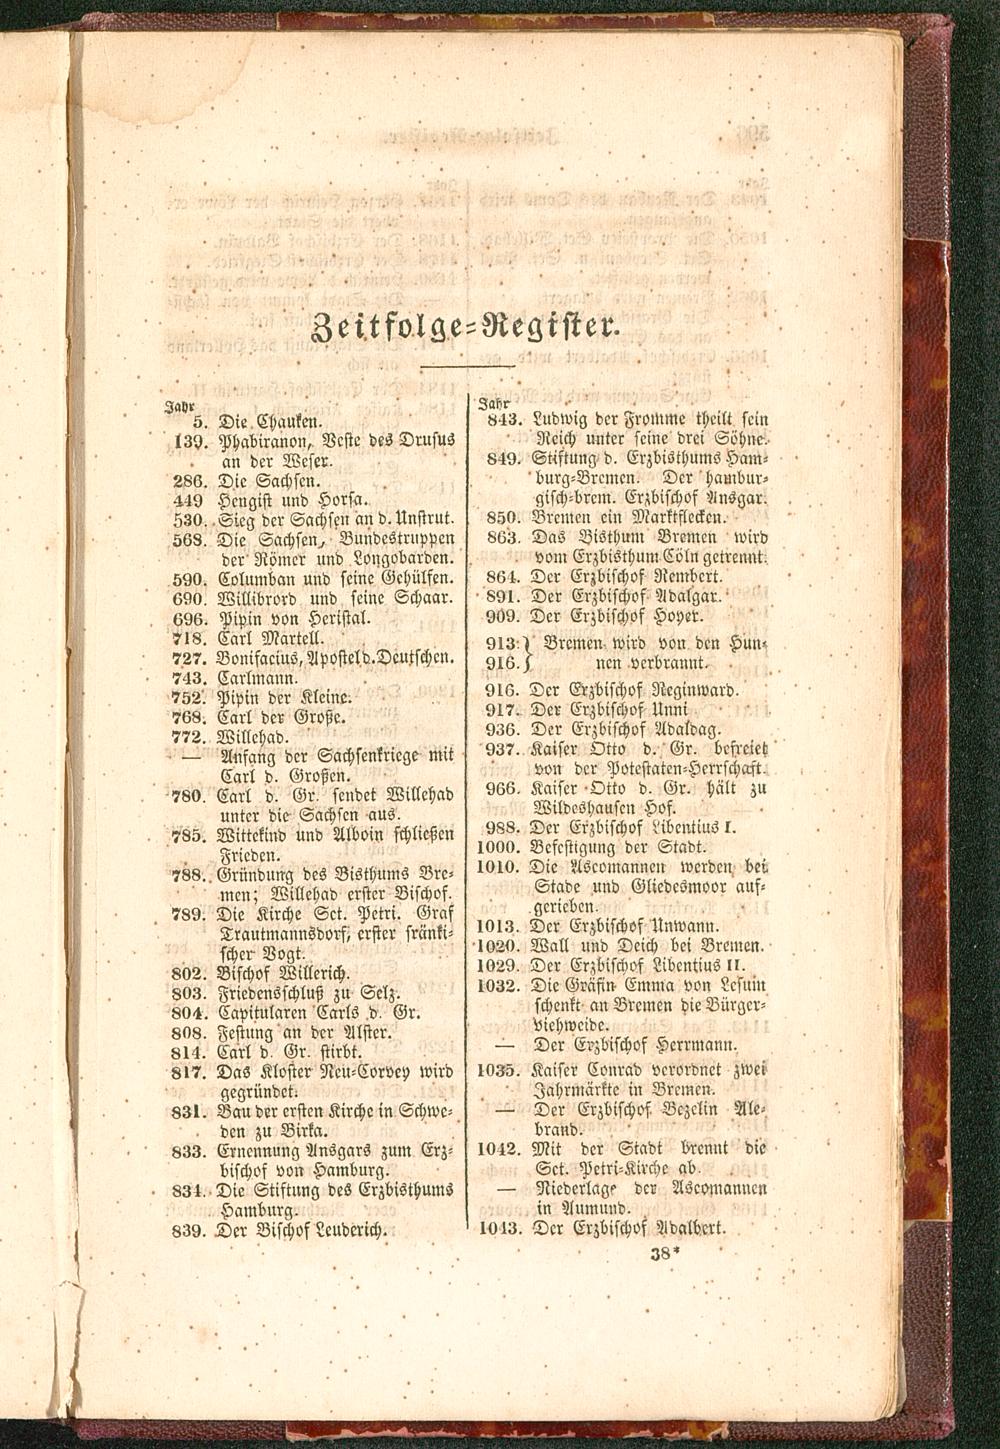 Zeitfolge-Register.
Jahr
5. Die Chauken.
139. Phabiranon, Veste des Drusus
an der Weser.
286. Die Sachsen.
449 Hengist und Horsa.
530. Sieg der Sachsen an d. Unstrut.
568. Die Sachsen, Bundestruppen
der Römer und Longobarden.
590. Columban und seine Gehülfen.
690. Willibrord und seine Schaar.
696. Pipin von Heristal.
718. Carl Martell.
727. Bonifacius, Apostel d. Deutschen.
743. Carlmann.
752. Pipin der Kleine.
768. Carl der Große.
772. Willehad.
— Anfang der Sachsenkriege mit
Carl d. Großen.
780. Carl d. Gr. sendet Willehad
unter die Sachsen aus.
785. Wittekind und Alboin schließen
Frieden.
788. Gründung des Bisthums Bre-
men; Willehad erster Bischof.
789. Die Kirche Sct. Petri. Graf
Trautmannsdorf, erster fränki-
scher Vogt.
802. Bischof Willerich.
803. Friedensschluß zu Selz.
804. Capitularen Carls d. Gr.
808. Festung an der Alster.
814. Carl d. Gr. stirbt.
817. Das Kloster Neu-Corvey wird
gegründet.
831. Bau der ersten Kirche in Schwe-
den zu Birka.
833. Ernennung Ansgars zum Erz-
bischof von Hamburg.
834. Die Stiftung des Erzbisthums
Hamburg.
839. Der Bischof Leuderich.
Jahr
843. Ludwig der Fromme theilt sein
Reich unter seine drei Söhne.
849. Stiftung d. Erzbisthums Ham-
burg-Bremen. Der hambur-
gisch-brem. Erzbischof Ansgar.
850. Bremen ein Marktflecken.
863. Das Bisthum Bremen wird
vom Erzbisthum Cöln getrennt.
864. Der Erzbischof Rembert.
891. Der Erzbischof Adalgar.
909. Der Erzbischof Hoyer.
913.} Bremen wird von den Hun-
916.} nen verbrannt.
916. Der Erzbischof Reginward.
917. Der Erzbischof Unni
936. Der Erzbischof Adaldag.
937. Kaiser Otto d. Gr. befreiet
von der Potestaten-Herrschaft.
966. Kaiser Otto d. Gr. hält zu
Wildeshausen Hof.
988. Der Erzbischof Libentius I.
1000. Befestigung der Stadt.
1010. Die Ascomannen werden bei
Stade und Gliedesmoor auf-
gerieben.
1013. Der Erzbischof Unwann.
1020. Wall und Deich bei Bremen.
1029. Der Erzbischof Libentius II.
1032. Die Gräfin Emma von Lesum
schenkt an Bremen die Bürger-
viehweide.
— Der Erzbischof Herrmann.
1035. Kaiser Conrad verordnet zwei
Jahrmärkte in Bremen.
— Der Erzbischof Bezelin Ale-
brand.
1042. Mit der Stadt brennt die
Sct. Petri-Kirche ab.
— Niederlage der Ascomannen
in Aumund.
1043. Der Erzbischof Adalbert.
38*